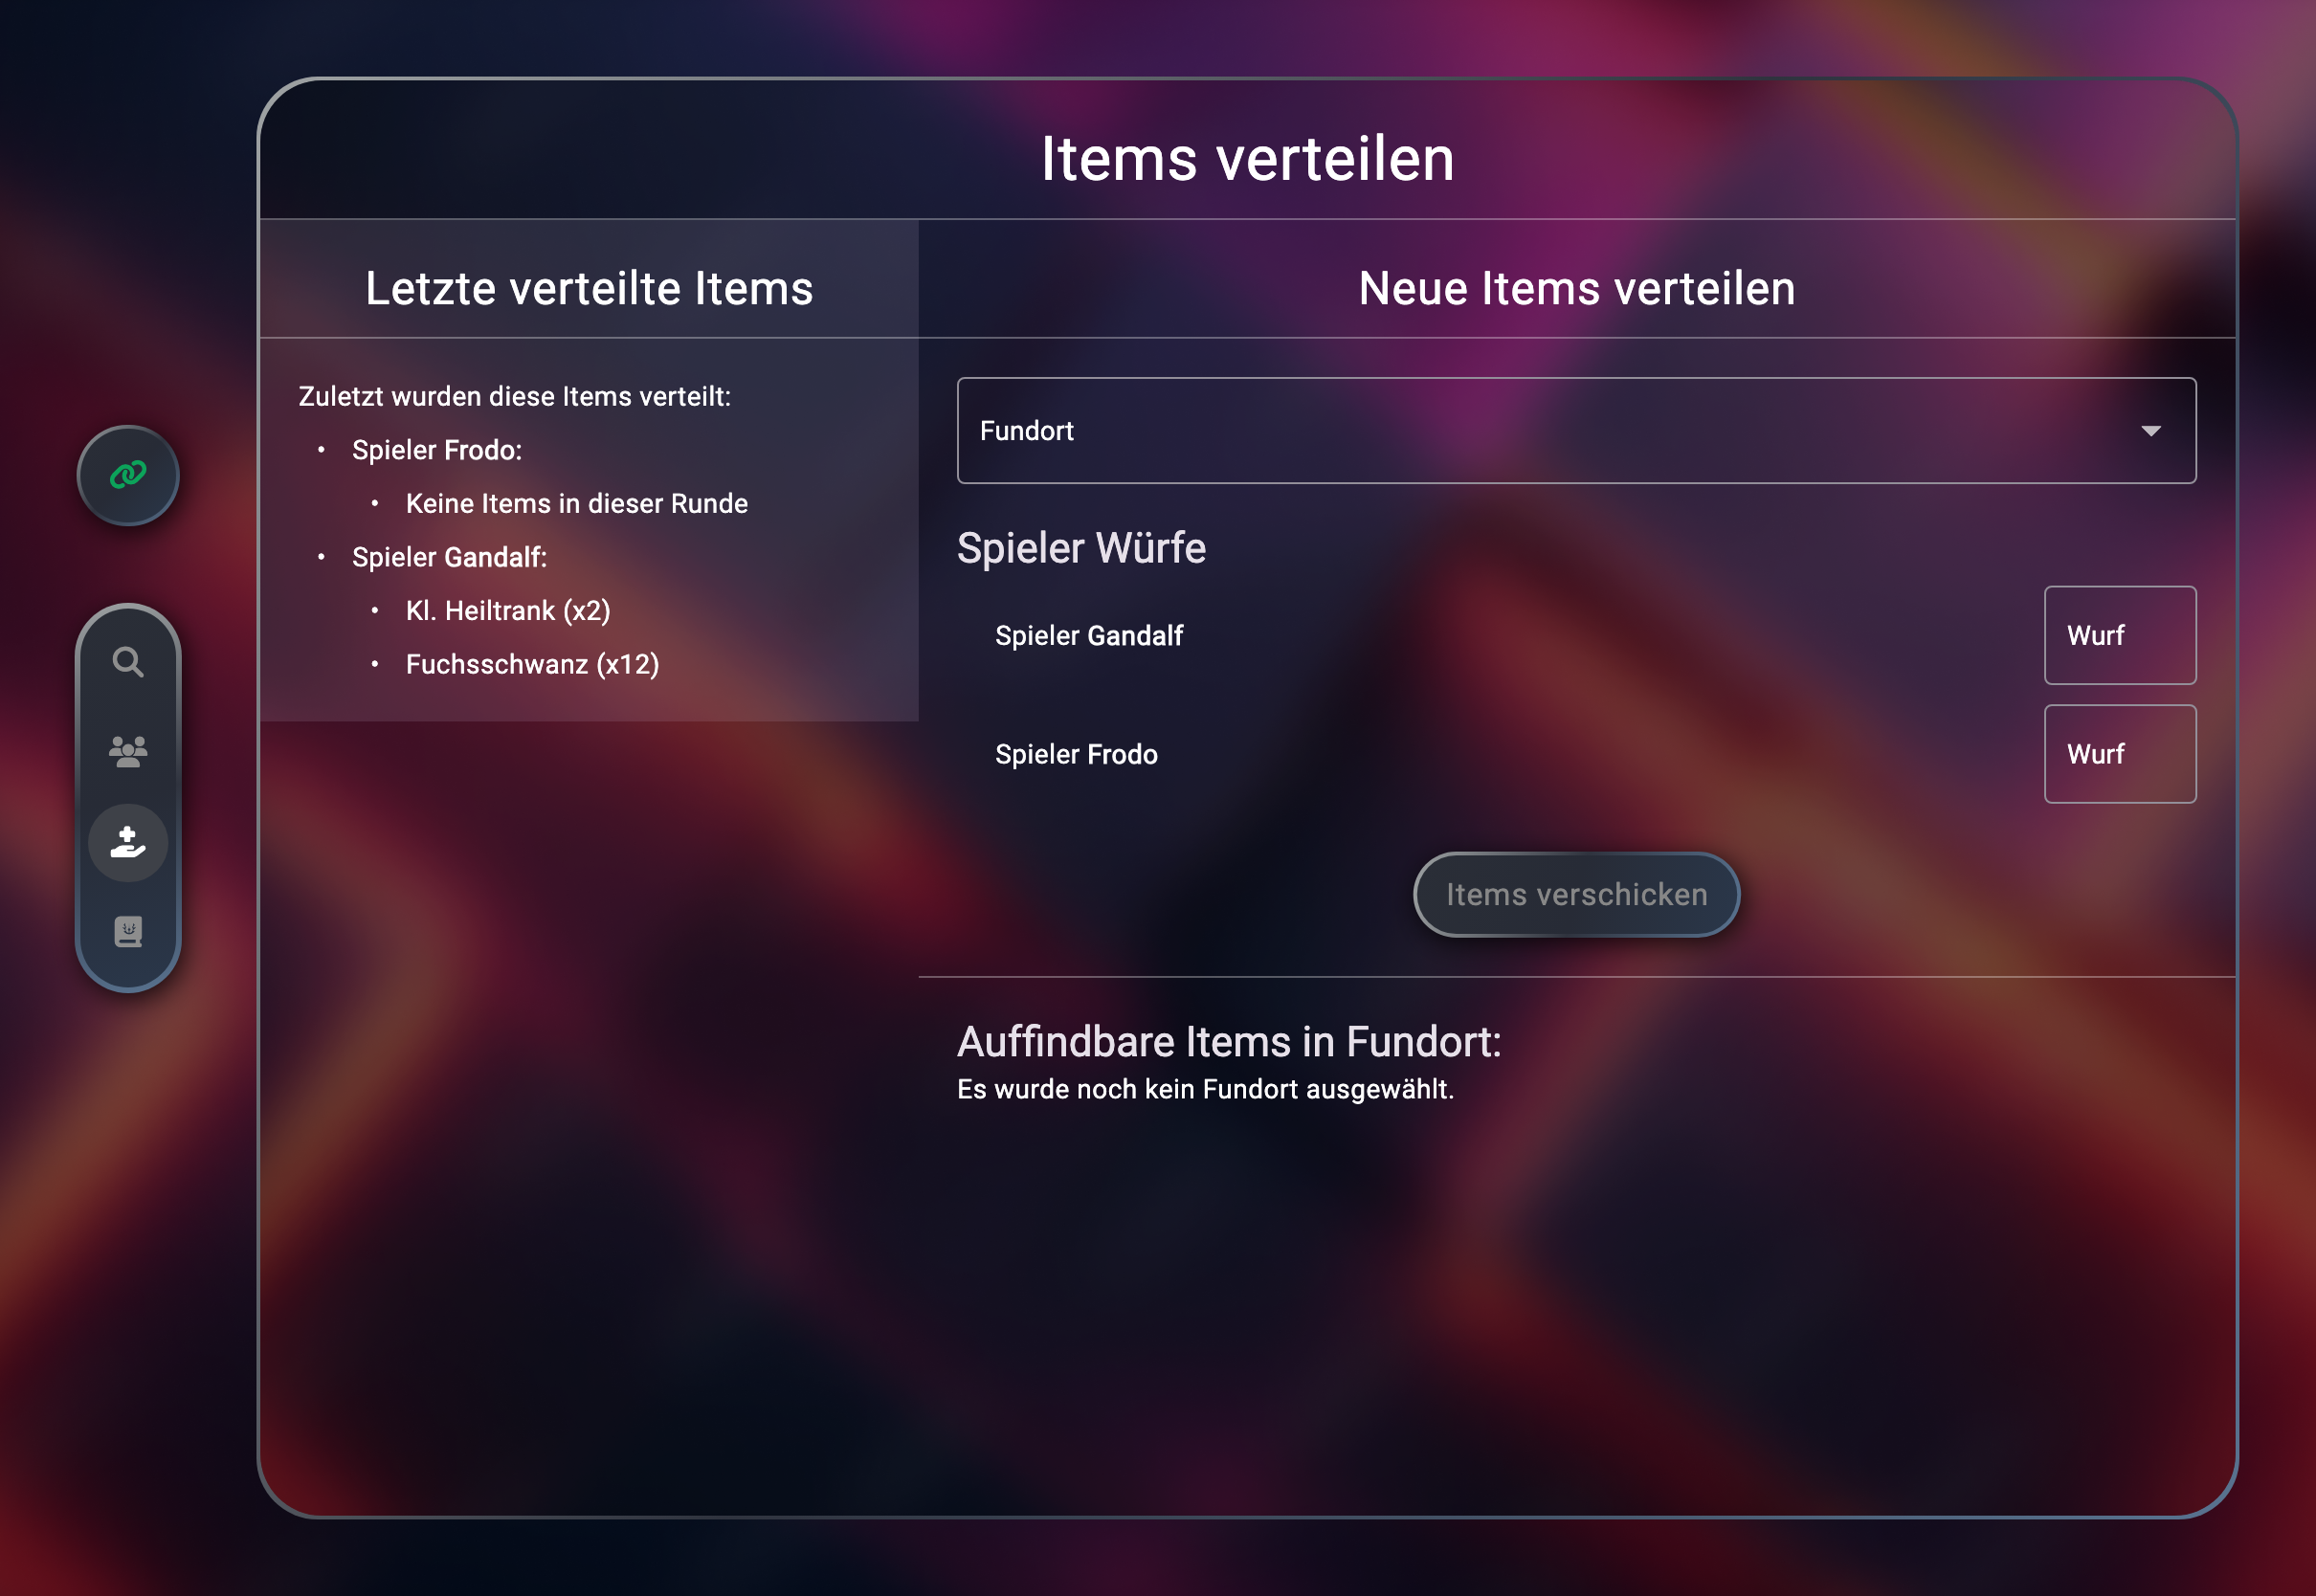 Items verteilen
Letzte verteilte Items
Zuletzt wurden diese Items verteilt:
• Spieler Frodo:
• Keine Items in dieser Runde
• Spieler Gandalf:
• Kl. Heiltrank (x2)
• Fuchsschwanz (x12)
Neue Items verteilen
Fundort
Spieler Würfe
Spieler Gandalf Wurf
Spieler Frodo Wurf
Items verschicken
Auffindbare Items in Fundort:
Es wurde noch kein Fundort ausgewählt.